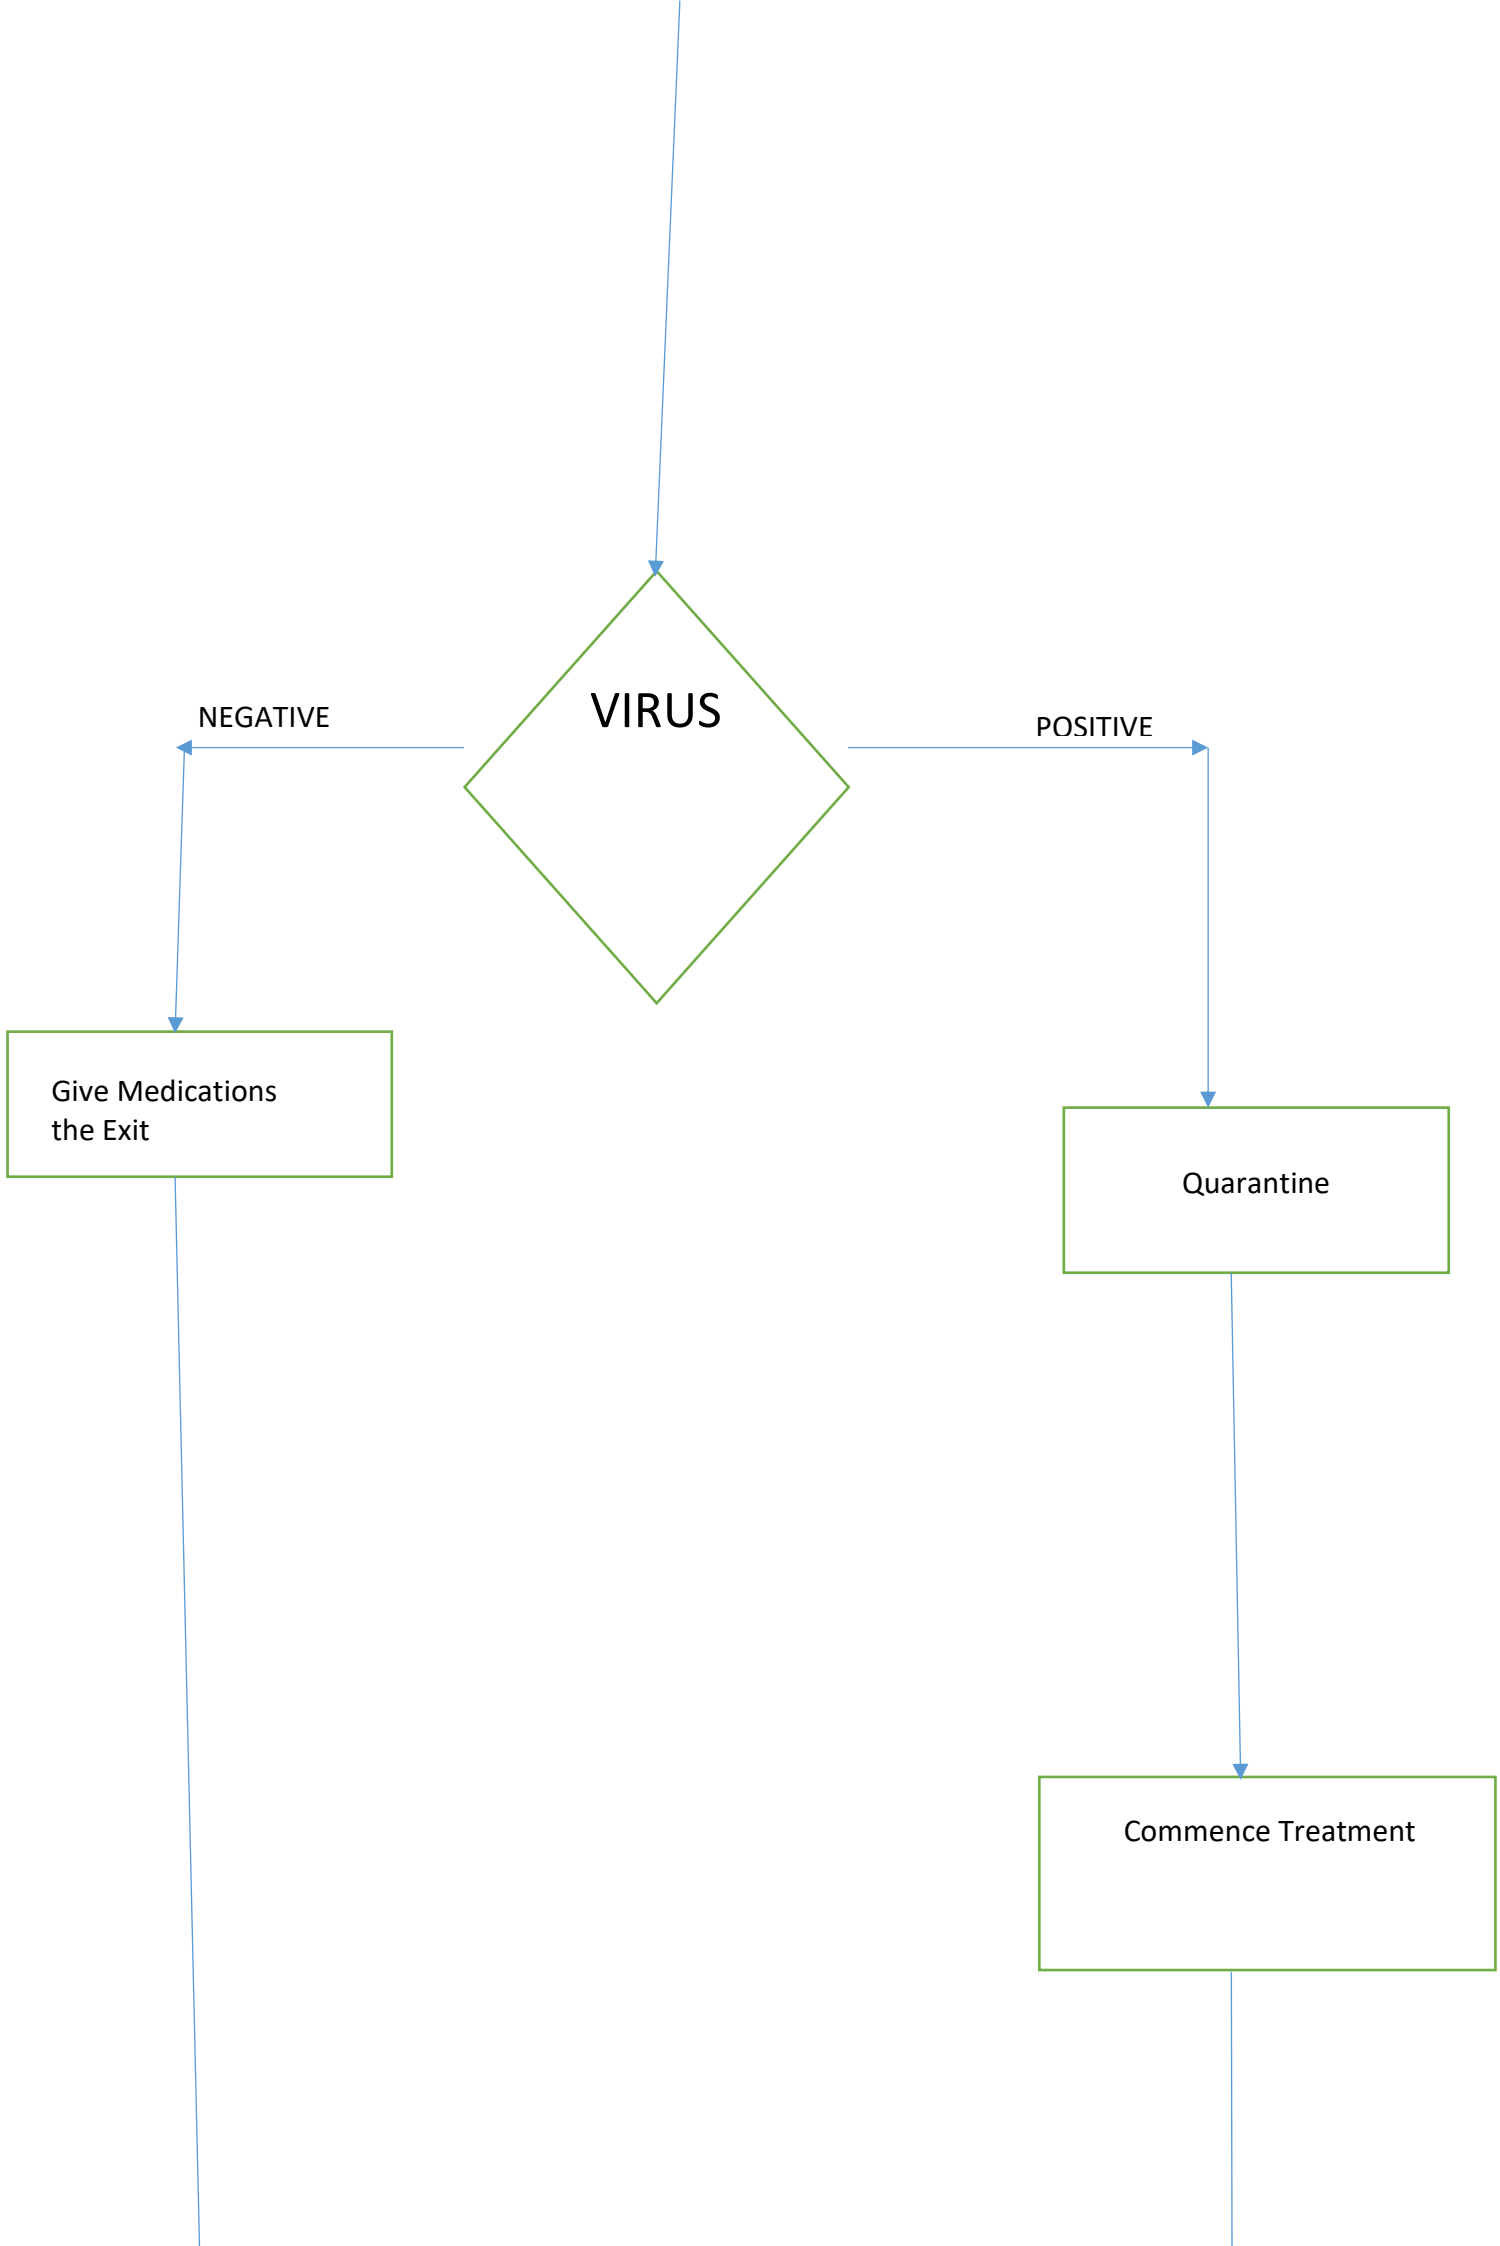 VIRUS
NEGATIVE
POSITIVE
Give Medications
the Exit
Quarantine
Commence Treatment